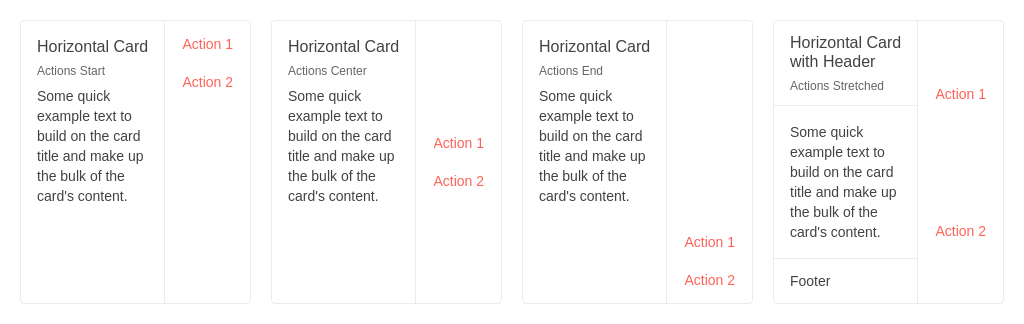 Horizontal Card
Actions Start
Some quick
example text to
build on the card
title and make up
the bulk of the
card's content.
Action 1
Action 2
Horizontal Card
Actions Center
Some quick
example text to
build on the card
title and make up
the bulk of the
card's content.
Action 1
Action 2
Horizontal Card
Actions End
Some quick
example text to
build on the card
title and make up
the bulk of the
card's content.
Action 1
Action 2
Horizontal Card
with Header
Actions Stretched
Some quick
example text to
build on the card
title and make up
the bulk of the
card's content.
Footer
Action 1
Action 2